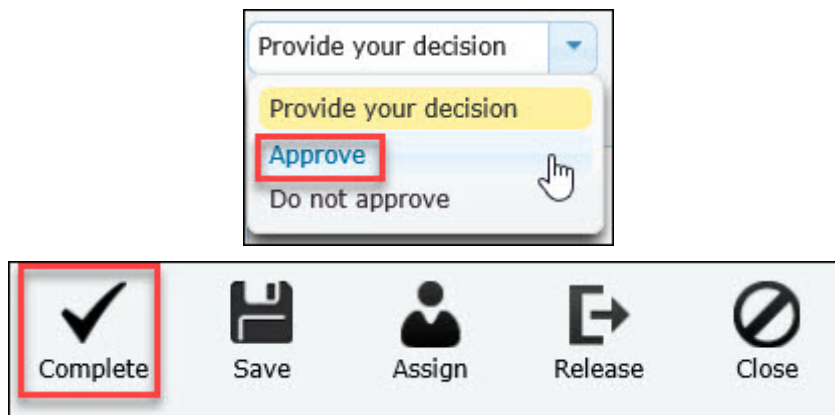 Provide your decision
Provide your decision
Approve
Do not approve
Complete Save Assign Release Close